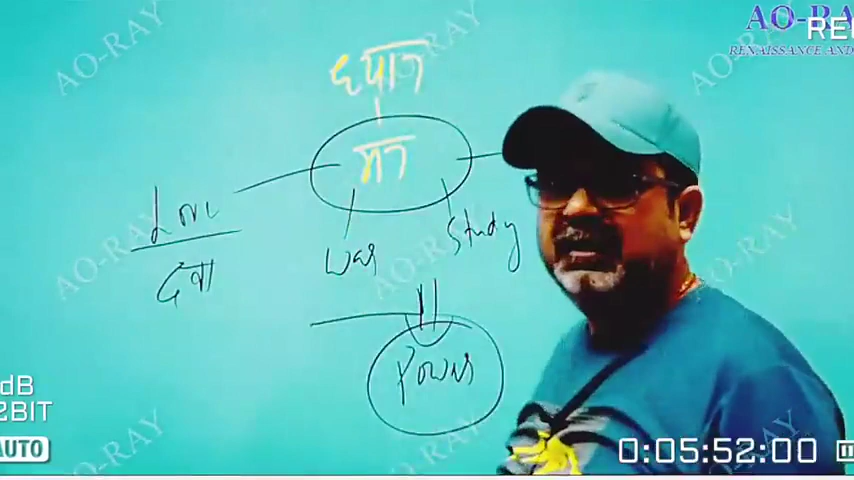 AO-RAY
RENAISSANCE AND
ध्यान
मन
Love
दया
War
Study
Power
dB
2BIT
AUTO
0:05:52:00